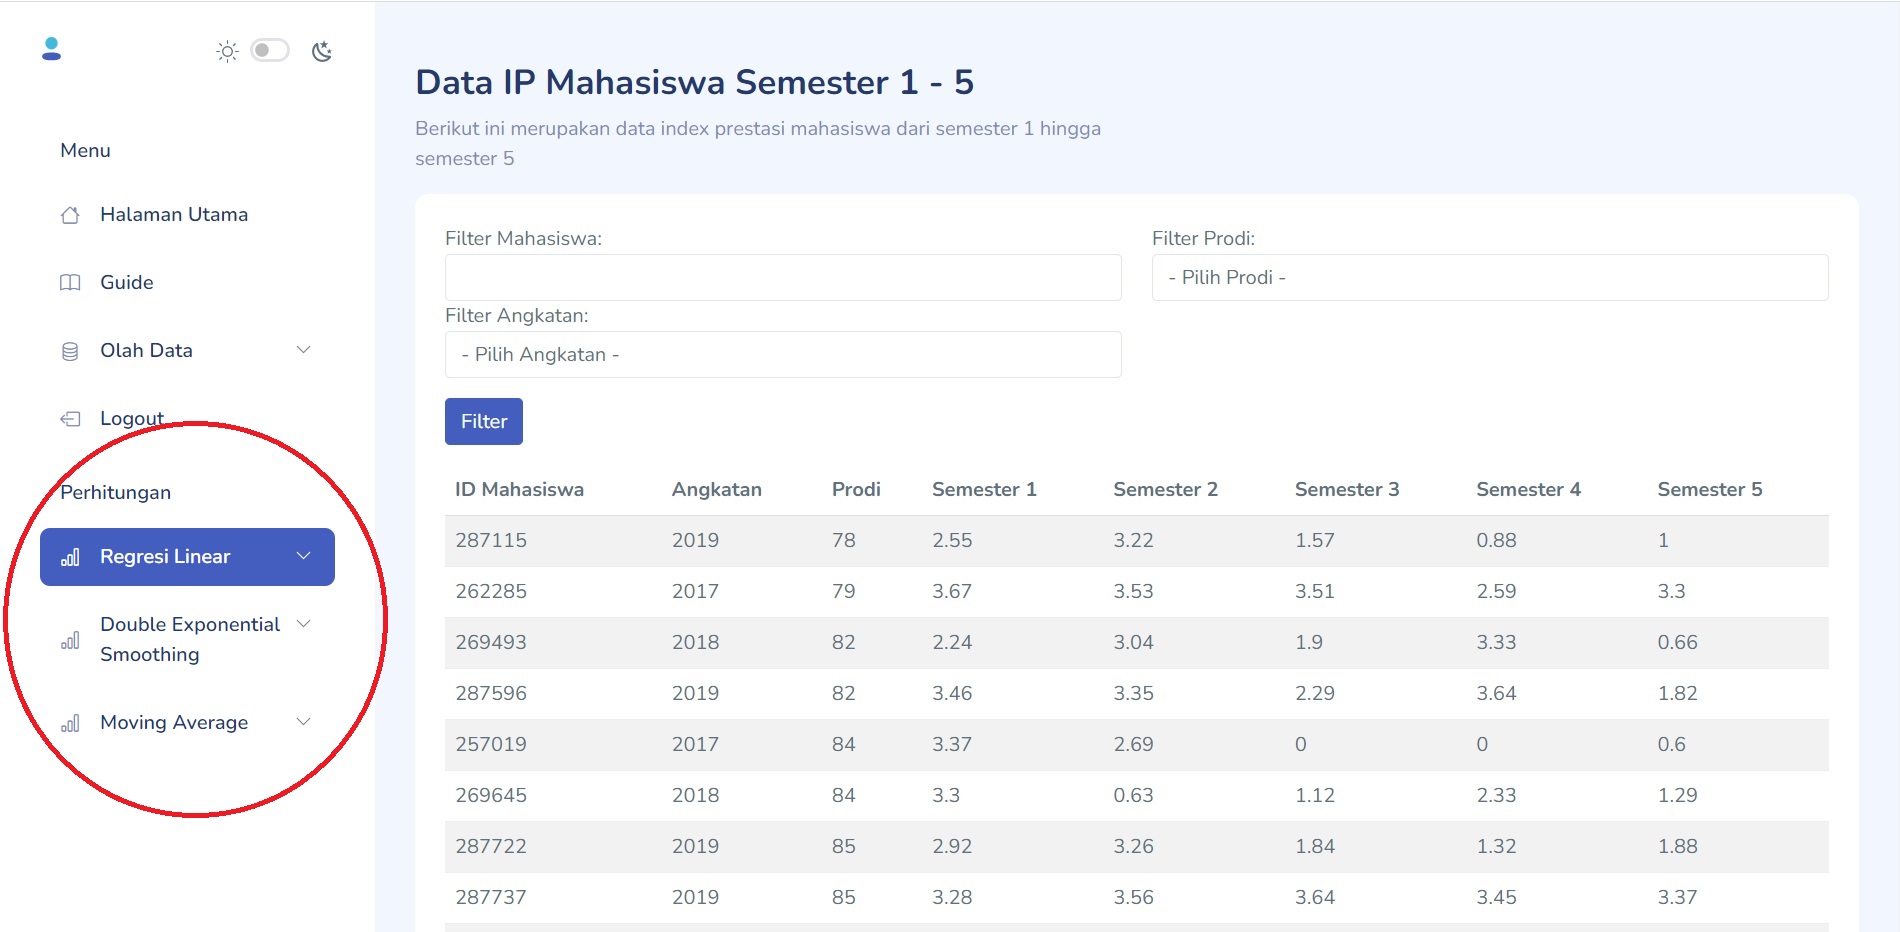 Menu
Halaman Utama
Guide
Olah Data
Logout
Perhitungan
Regresi Linear
Double Exponential
Smoothing
Moving Average
Data IP Mahasiswa Semester 1 - 5
Berikut ini merupakan data index prestasi mahasiswa dari semester 1 hingga
semester 5
Filter Mahasiswa:
Filter Prodi:
- Pilih Prodi -
Filter Angkatan:
- Pilih Angkatan -
Filter
ID Mahasiswa Angkatan Prodi Semester 1 Semester 2 Semester 3 Semester 4 Semester 5
287115 2019 78 2.55 3.22 1.57 0.88 1
262285 2017 79 3.67 3.53 3.51 2.59 3.3
269493 2018 82 2.24 3.04 1.9 3.33 0.66
287596 2019 82 3.46 3.35 2.29 3.64 1.82
257019 2017 84 3.37 2.69 0 0 0.6
269645 2018 84 3.3 0.63 1.12 2.33 1.29
287722 2019 85 2.92 3.26 1.84 1.32 1.88
287737 2019 85 3.28 3.56 3.64 3.45 3.37